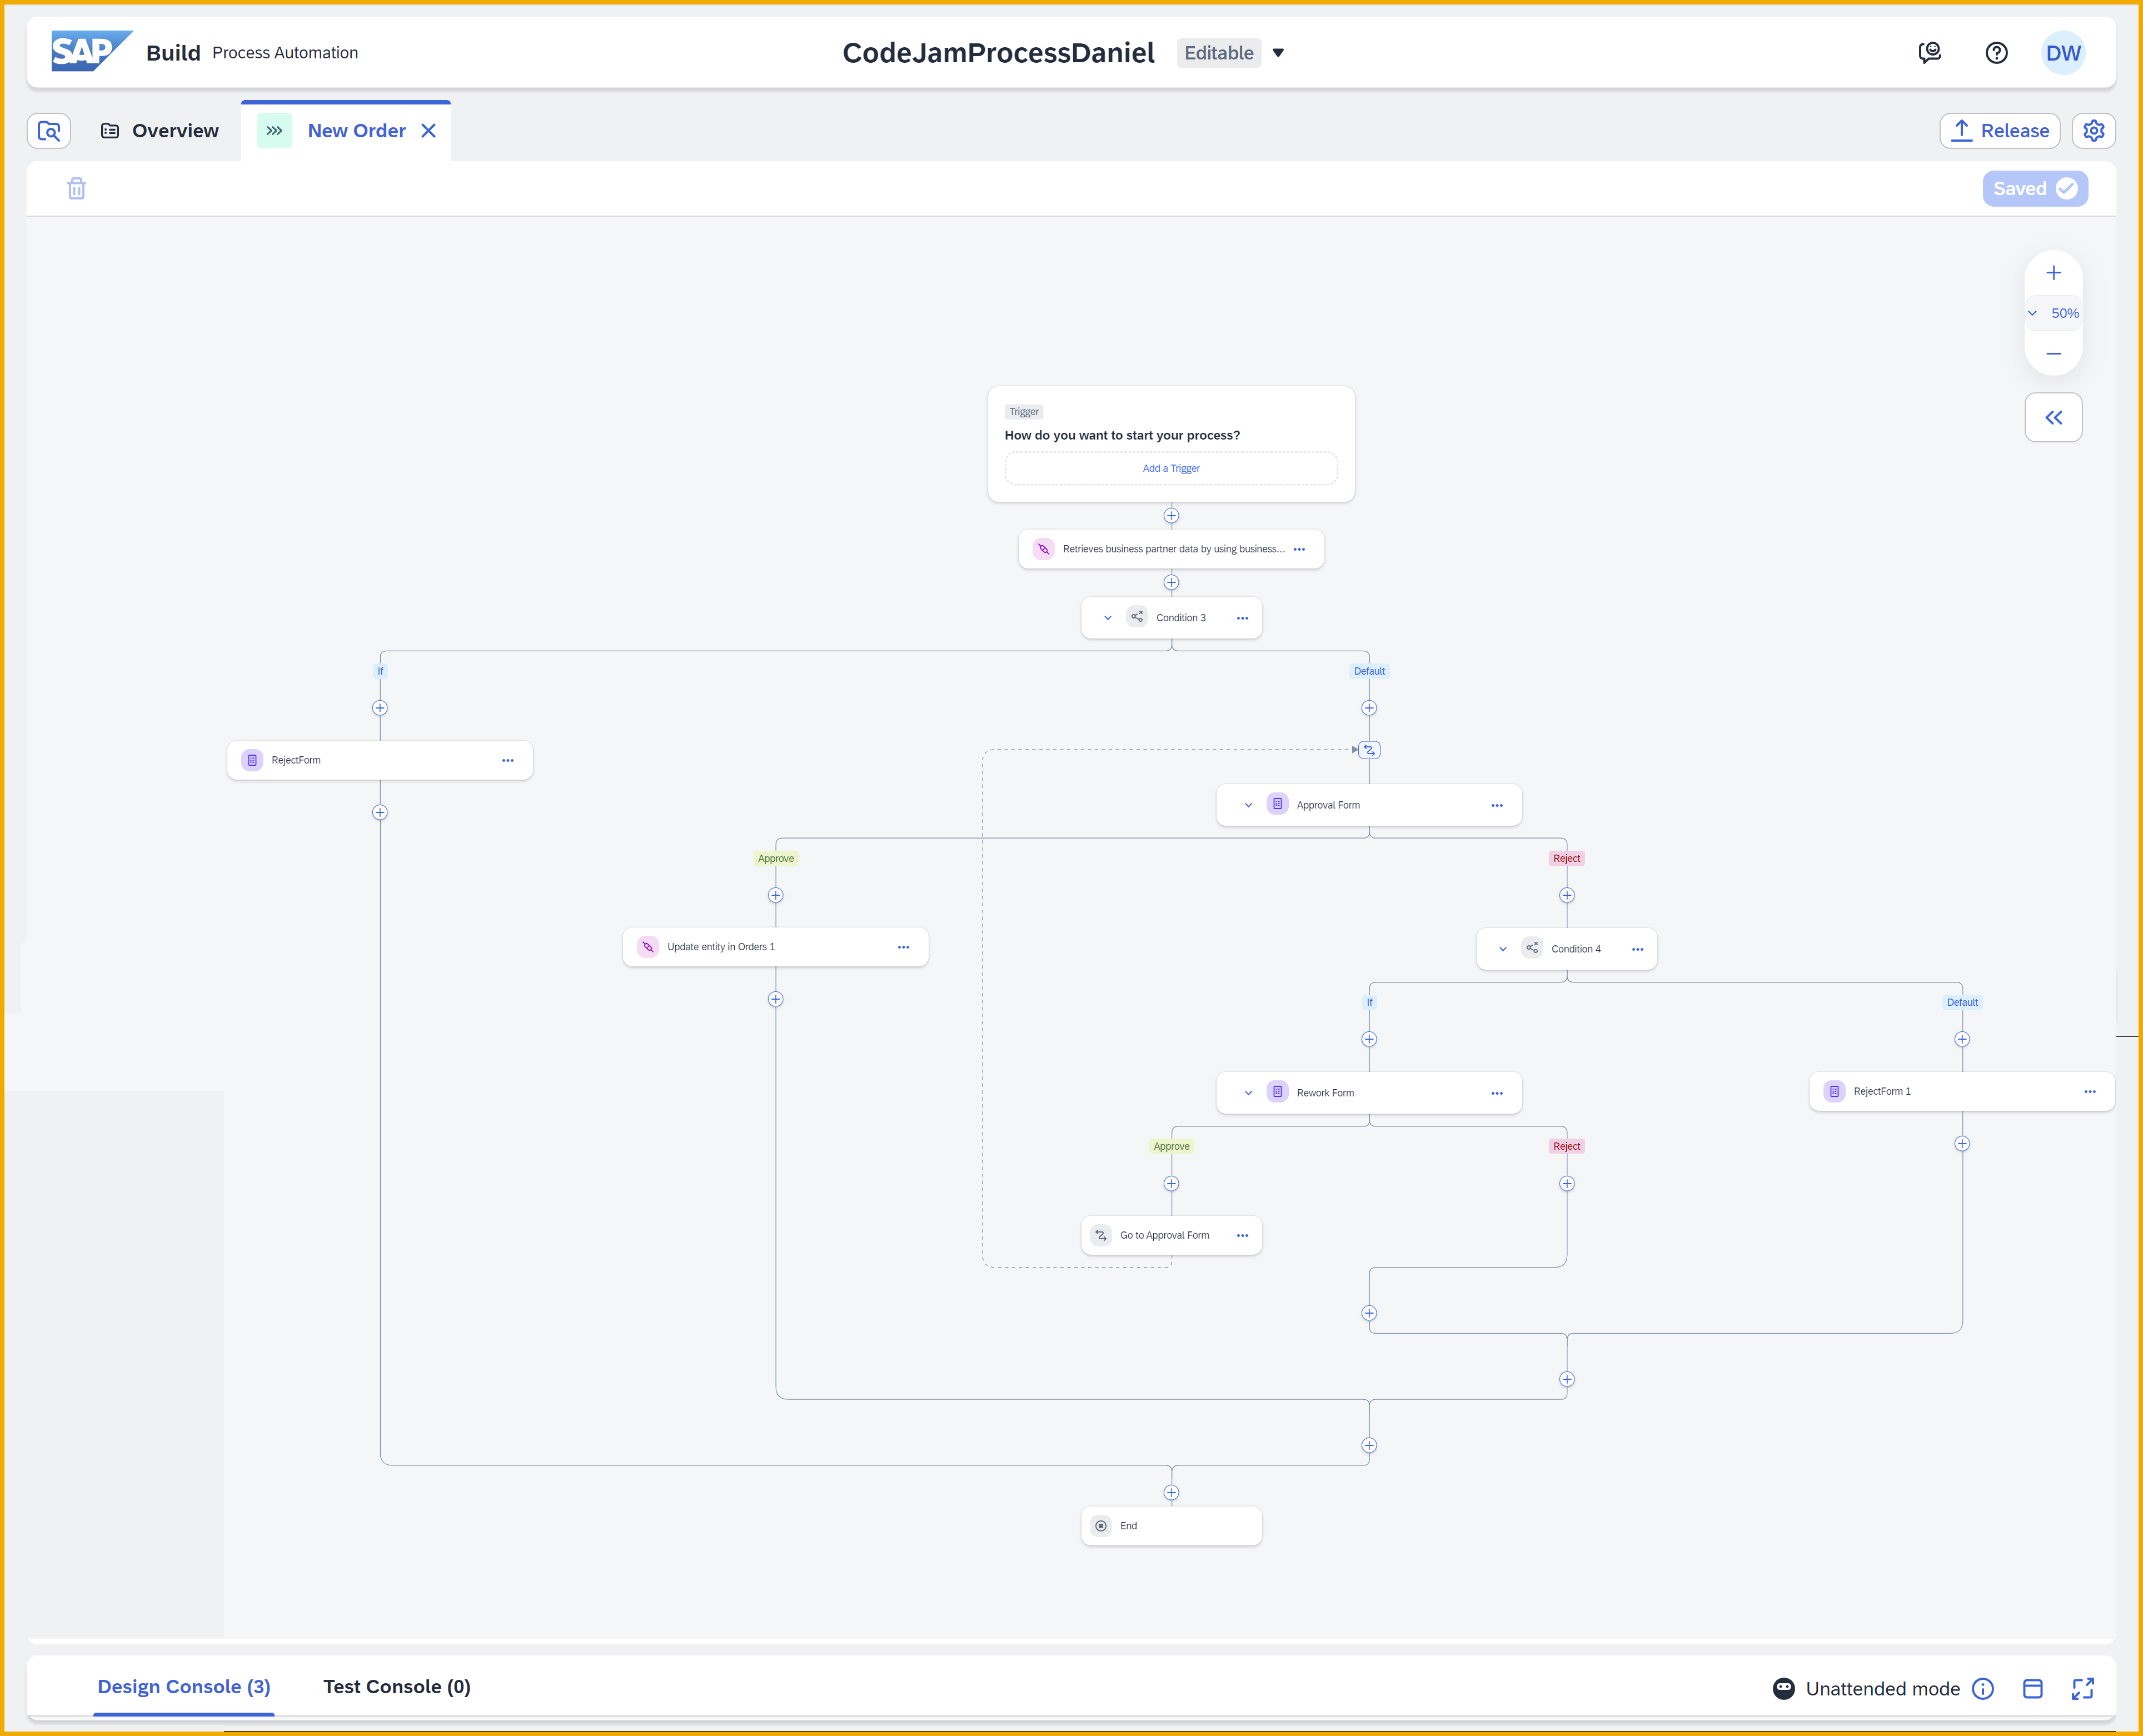 SAP Build Process Automation
CodeJamProcessDaniel Editable
DW
Overview
New Order
Release
Saved
50%
Trigger
How do you want to start your process?
Add a Trigger
Retrieves business partner data by using business...
Condition 3
If
Default
RejectForm
Approval Form
Approve
Reject
Update entity in Orders 1
Condition 4
If
Default
Rework Form
RejectForm 1
Approve
Reject
Go to Approval Form
End
Design Console (3)
Test Console (0)
Unattended mode